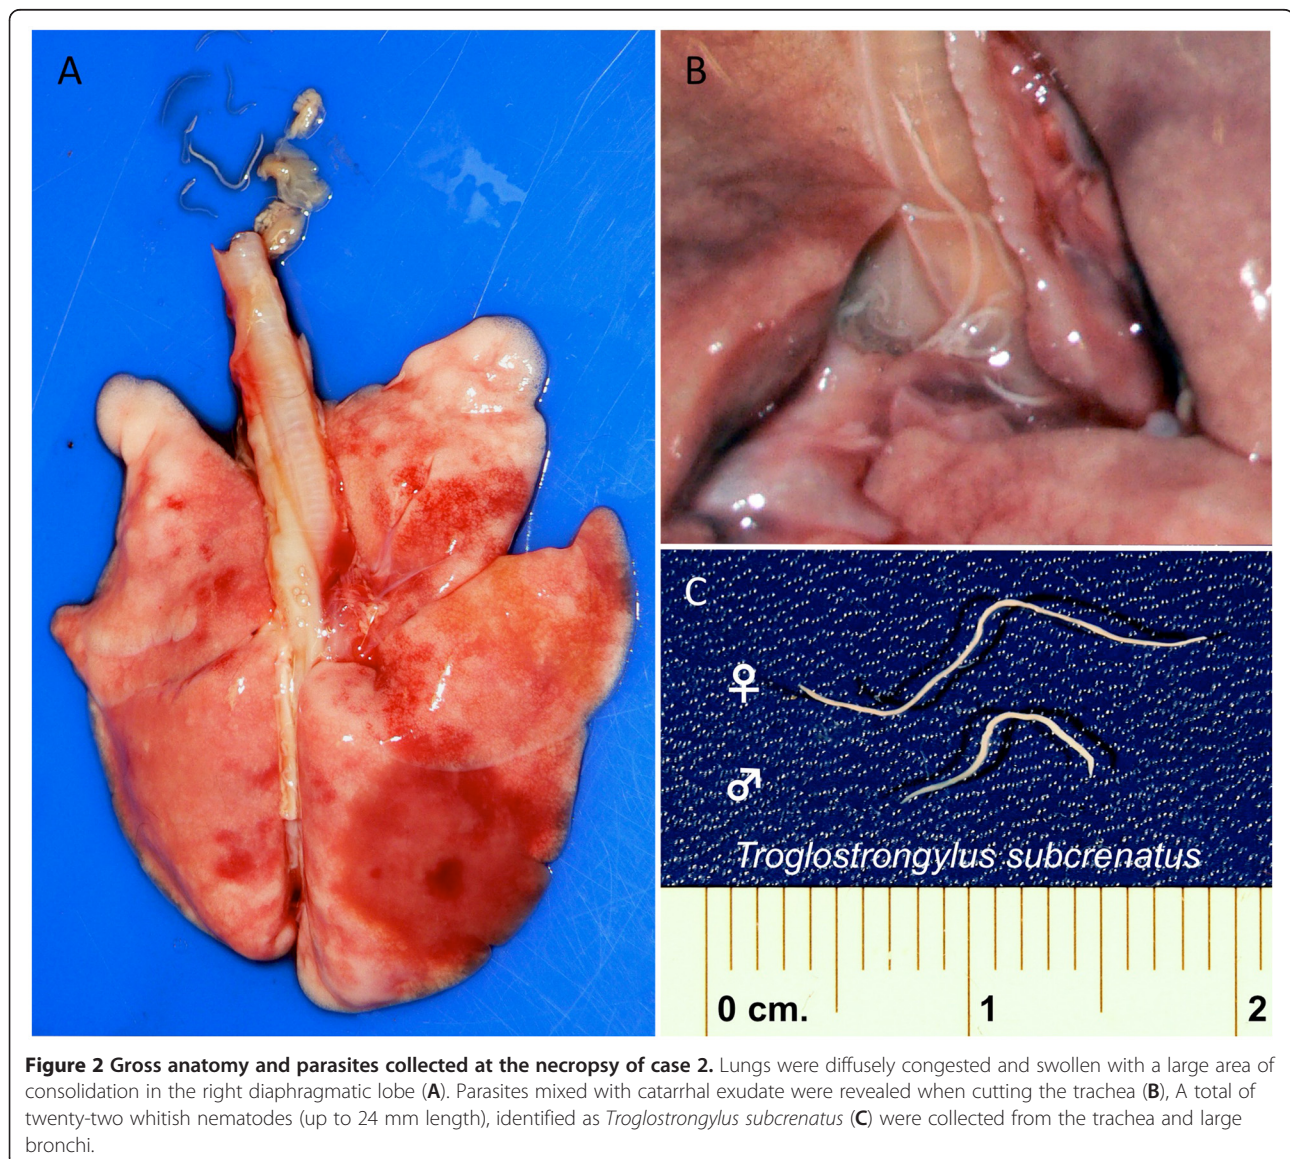 A
B
C
♀
♂
Troglostrongylus subcrenatus
0 cm. 1 2
Figure 2 Gross anatomy and parasites collected at the necropsy of case 2. Lungs were diffusely congested and swollen with a large area of
consolidation in the right diaphragmatic lobe (A). Parasites mixed with catarrhal exudate were revealed when cutting the trachea (B), A total of
twenty-two whitish nematodes (up to 24 mm length), identified as Troglostrongylus subcrenatus (C) were collected from the trachea and large
bronchi.